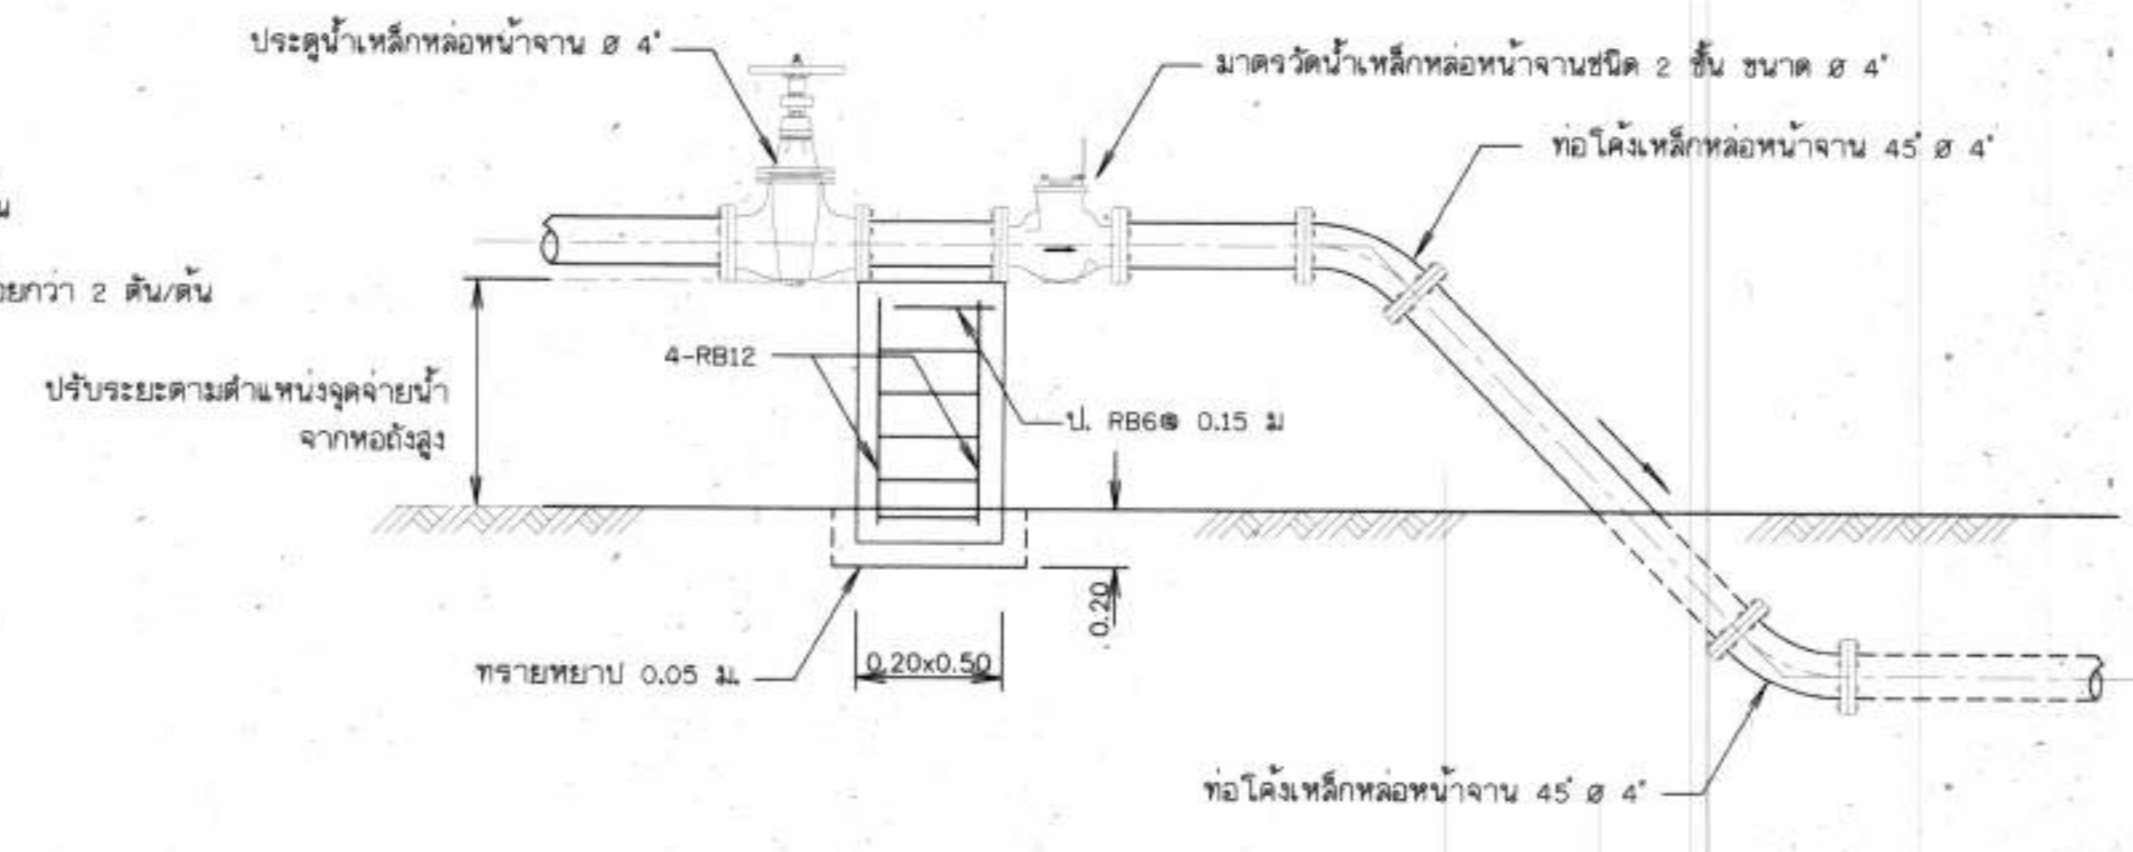 ประตูน้ำเหล็กหล่อหน้าจาน ø 4"
มาตรวัดน้ำเหล็กหล่อหน้าจานชนิด 2 ชั้น ขนาด ø 4"
ท่อโค้งเหล็กหล่อหน้าจาน 45° ø 4"
2 ตัน/ต้น
4-RB12
ปรับระยะตามตำแหน่งจุดจ่ายน้ำ
จากหอถังสูง
ป. RB6@ 0.15 ม
0.20
ทรายหยาบ 0.05 ม.
0.20x0.50
ท่อโค้งเหล็กหล่อหน้าจาน 45° ø 4"